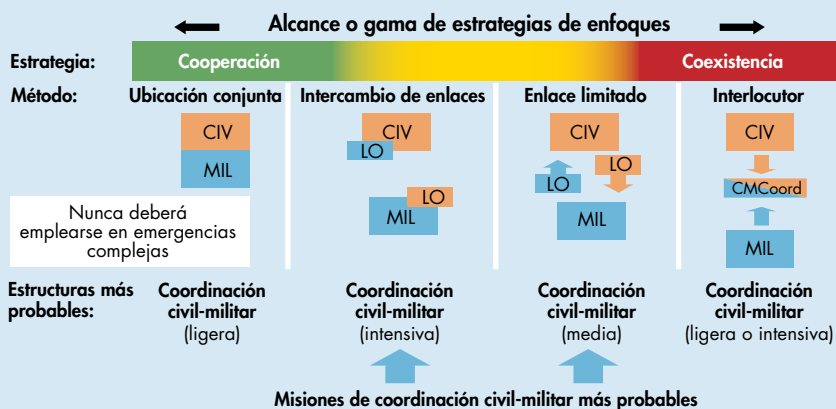 Alcance o gama de estrategias de enfoques
Estrategia:
Cooperación
Coexistencia
Método:
Ubicación conjunta
Intercambio de enlaces
Enlace limitado
Interlocutor
CIV
MIL
Nunca deberá
emplearse en emergencias
complejas
CIV
LO
LO
MIL
CIV
LO
LO
MIL
CIV
CMCoord
MIL
Estructuras más
probables:
Coordinación
civil-militar
(ligera)
Coordinación
civil-militar
(intensiva)
Coordinación
civil-militar
(media)
Coordinación
civil-militar
(ligera o intensiva)
Misiones de coordinación civil-militar más probables